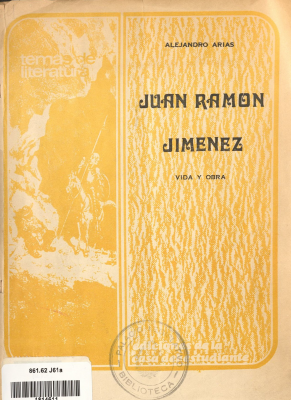 ALEJANDRO ARIAS
temas de
literatura
JUAN RAMON
JIMENEZ
VIDA Y OBRA
ediciones de la
casa del estudiante
BIBLIOTECA
861.62 J61a